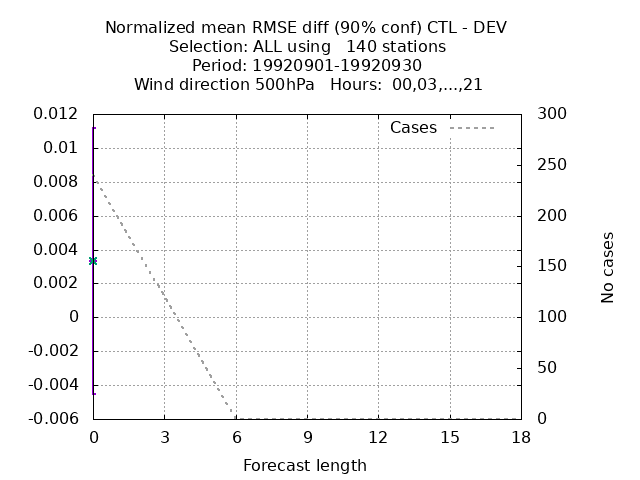 Normalized mean RMSE diff (90% conf) CTL - DEV
Selection: ALL using   140 stations
Period: 19920901-19920930
Wind direction 500hPa   Hours:  00,03,...,21
0.012
0.01
0.008
0.006
0.004
0.002
0
-0.002
-0.004
-0.006
Cases
300
250
200
150
100
50
0
No cases
0 3 6 9 12 15 18
Forecast length